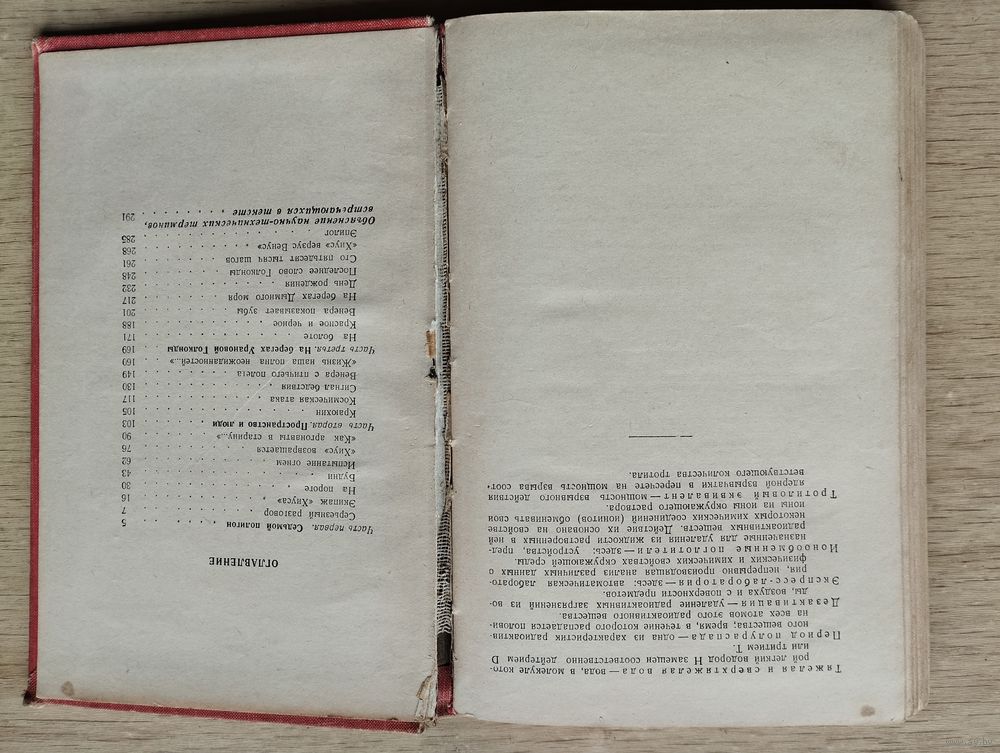 Тяжелая и сверхтяжелая вода — вода, в молекуле кото-
рой легкий водород Н замещен соответственно дейтерием D
или тритием Т.
Период полураспада — одна из характеристик радиоактив-
ного вещества; время, в течение которого распадается полови-
на всех атомов этого радиоактивного вещества.
Дезактивация — удаление радиоактивных загрязнений из во-
ды, воздуха и с поверхности предметов.
Экспресс-лаборатория — здесь: автоматическая лаборато-
рия, непрерывно производящая анализ различных данных о
физических и химических свойствах окружающей среды.
Ионообменные поглотители — здесь: устройства, пред-
назначенные для удаления из жидкости растворенных в ней
радиоактивных веществ. Действие их основано на свойстве
некоторых химических соединений (ионитов) обменивать свои
ионы на ионы окружающего раствора.
Тротиловый эквивалент — мощность взрывного действия
ядерной взрывчатки в пересчете на мощность взрыва соот-
ветствующего количества тротила.
ОГЛАВЛЕНИЕ
Часть первая. Седьмой полигон . . . 5
Серьезный разговор . . . 7
Экипаж «Хиуса» . . . 16
На пороге . . . 30
Будни . . . 43
Испытание огнем . . . 62
«Хиус» возвращается . . . 76
«Как аргонавты в старину...» . . . 90
Часть вторая. Пространство и люди . . . 103
Краюхин . . . 105
Космическая атака . . . 117
Сигнал бедствия . . . 130
Венера с птичьего полета . . . 149
«Жизнь наша полна неожиданностей...» . . . 160
Часть третья. На берегах Урановой Голконды . . . 169
На болоте . . . 171
Красное и черное . . . 188
Венера показывает зубы . . . 201
На берегах Дымного моря . . . 217
День рождения . . . 232
Последнее слово Голконды . . . 248
Сто пятьдесят тысяч шагов . . . 261
«Хиус» верзус Венус» . . . 268
Эпилог . . . 285
Объяснение научно-технических терминов,
встречающихся в тексте . . . 291